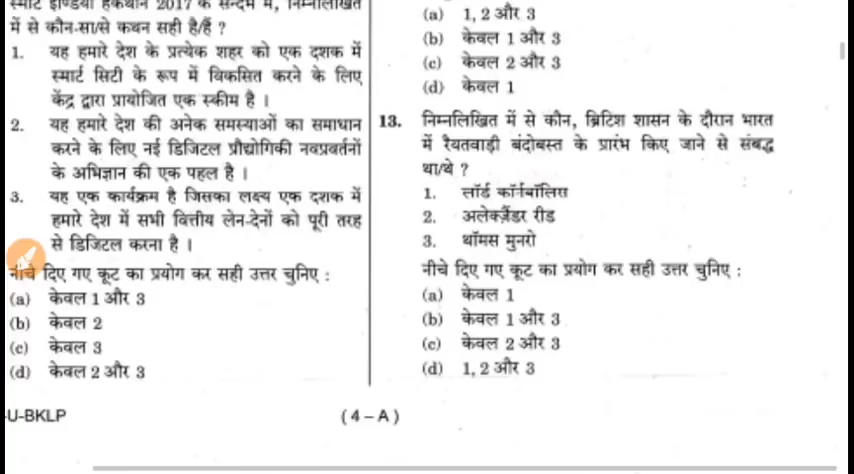 स्मार्ट इण्डिया हैकथॉन 2017 के सन्दर्भ में, निम्नलिखित
में से कौन-सा/से कथन सही है/हैं ?
1. यह हमारे देश के प्रत्येक शहर को एक दशक में
स्मार्ट सिटी के रूप में विकसित करने के लिए
केंद्र द्वारा प्रायोजित एक स्कीम है ।
2. यह हमारे देश की अनेक समस्याओं का समाधान
करने के लिए नई डिजिटल प्रौद्योगिकी नवप्रवर्तनों
के अभिज्ञान की एक पहल है ।
3. यह एक कार्यक्रम है जिसका लक्ष्य एक दशक में
हमारे देश में सभी वित्तीय लेन-देनों को पूरी तरह
से डिजिटल करना है ।
नीचे दिए गए कूट का प्रयोग कर सही उत्तर चुनिए :
(a) केवल 1 और 3
(b) केवल 2
(c) केवल 3
(d) केवल 2 और 3
(a) 1, 2 और 3
(b) केवल 1 और 3
(c) केवल 2 और 3
(d) केवल 1
13. निम्नलिखित में से कौन, ब्रिटिश शासन के दौरान भारत
में रैयतवाड़ी बंदोबस्त के प्रारंभ किए जाने से संबद्ध
था/थे ?
1. लॉर्ड कॉर्नवॉलिस
2. अलेक्ज़ैंडर रीड
3. थॉमस मुनरो
नीचे दिए गए कूट का प्रयोग कर सही उत्तर चुनिए :
(a) केवल 1
(b) केवल 1 और 3
(c) केवल 2 और 3
(d) 1, 2 और 3
-U-BKLP
( 4 – A )